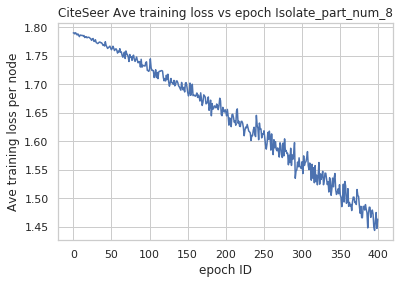 CiteSeer Ave training loss vs epoch Isolate_part_num_8
Ave training loss per node
1.80
1.75
1.70
1.65
1.60
1.55
1.50
1.45
0 50 100 150 200 250 300 350 400
epoch ID